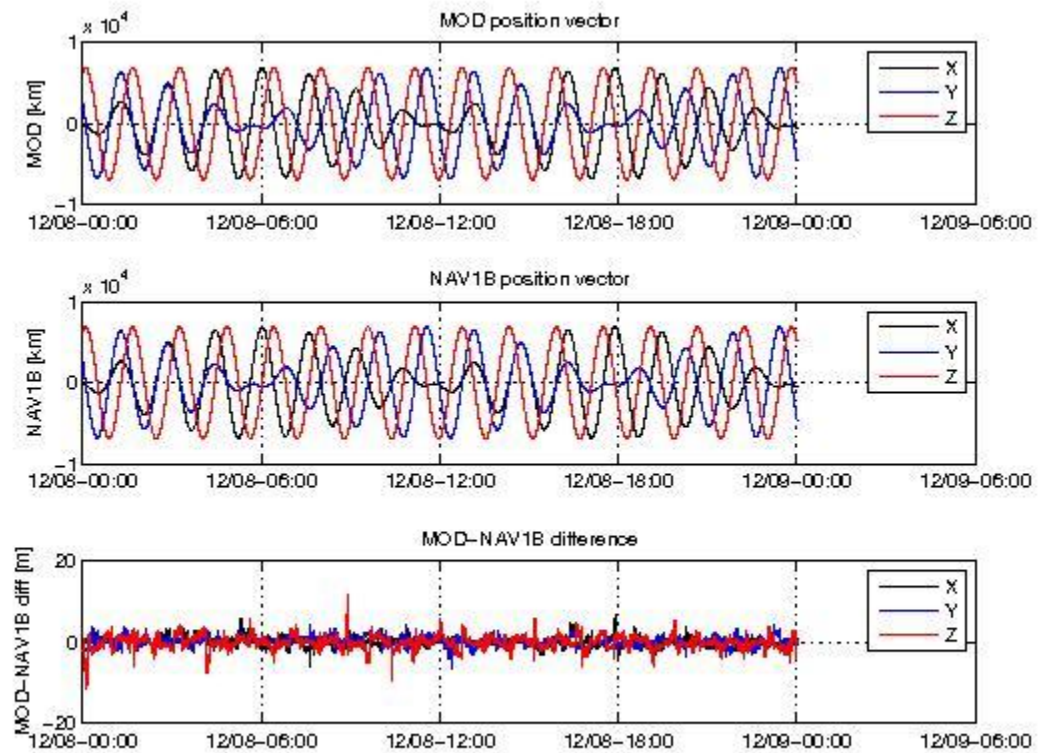 MOD position vector
x 10^4
1
0
-1
MOD [km]
X
Y
Z
12/08-00:00 12/08-06:00 12/08-12:00 12/08-18:00 12/09-00:00 12/09-06:00
NAV1B position vector
x 10^4
1
0
-1
NAV1B [km]
X
Y
Z
12/08-00:00 12/08-06:00 12/08-12:00 12/08-18:00 12/09-00:00 12/09-06:00
MOD-NAV1B difference
20
0
-20
MOD-NAV1B diff [m]
X
Y
Z
12/08-00:00 12/08-06:00 12/08-12:00 12/08-18:00 12/09-00:00 12/09-06:00